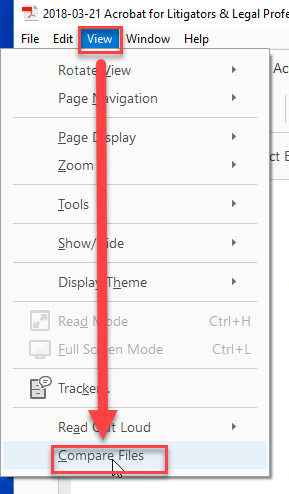 2018-03-21 Acrobat for Litigators & Legal Profe
File Edit View Window Help
Rotate View
Ac
Page Navigation
Page Display
ct E
Zoom
Tools
Show/Hide
Display Theme
Read Mode Ctrl+H
Full Screen Mode Ctrl+L
Tracker...
Read Out Loud
Compare Files